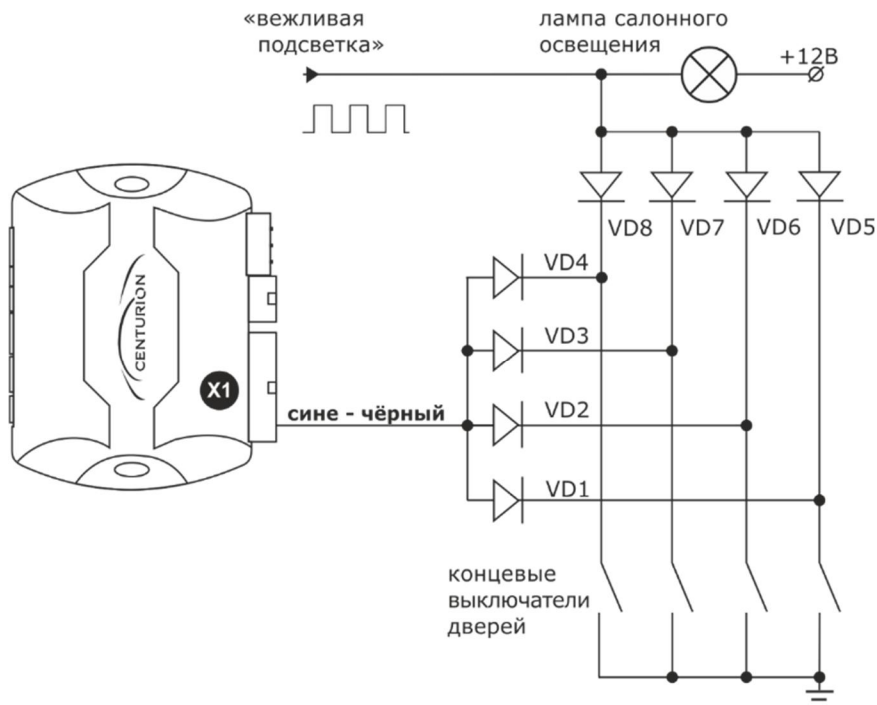 «вежливая
подсветка»
лампа салонного
освещения
+12В
VD8
VD7
VD6
VD5
VD4
VD3
VD2
VD1
CENTURION
X1
сине - чёрный
концевые
выключатели
дверей